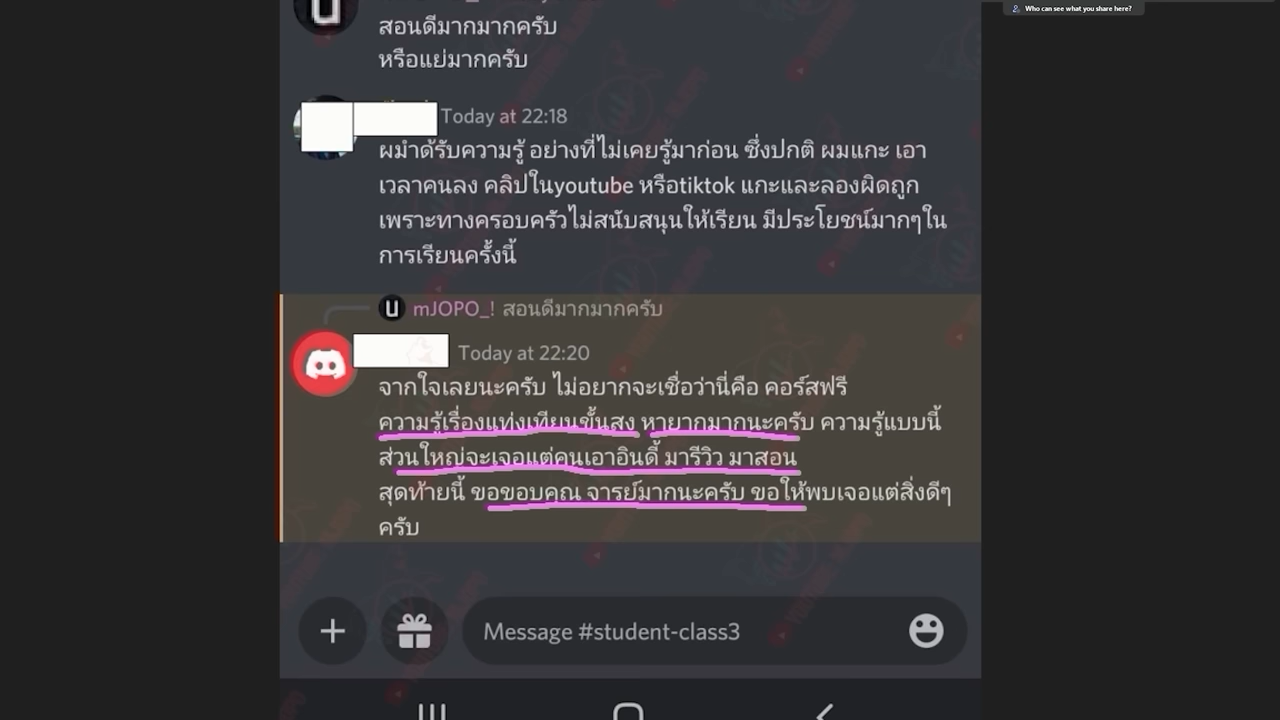 Who can see what you share here?
สอนดีมากมากครับ
หรือแย่มากครับ
Today at 22:18
ผมำด้รับความรู้ อย่างที่ไม่เคยรู้มาก่อน ซึ่งปกติ ผมแกะ เอา
เวลาคนลง คลิปในyoutube หรือtiktok แกะและลองผิดถูก
เพราะทางครอบครัวไม่สนับสนุนให้เรียน มีประโยชน์มากๆใน
การเรียนครั้งนี้
mJOPO_! สอนดีมากมากครับ
Today at 22:20
จากใจเลยนะครับ ไม่อยากจะเชื่อว่านี่คือ คอร์สฟรี
ความรู้เรื่องแท่งเทียนขั้นสูง หายากมากนะครับ ความรู้แบบนี้
ส่วนใหญ่จะเจอแต่คนเอาอินดี้ มารีวิว มาสอน
สุดท้ายนี้ ขอขอบคุณ จารย์มากนะครับ ขอให้พบเจอแต่สิ่งดีๆ
ครับ
Message #student-class3